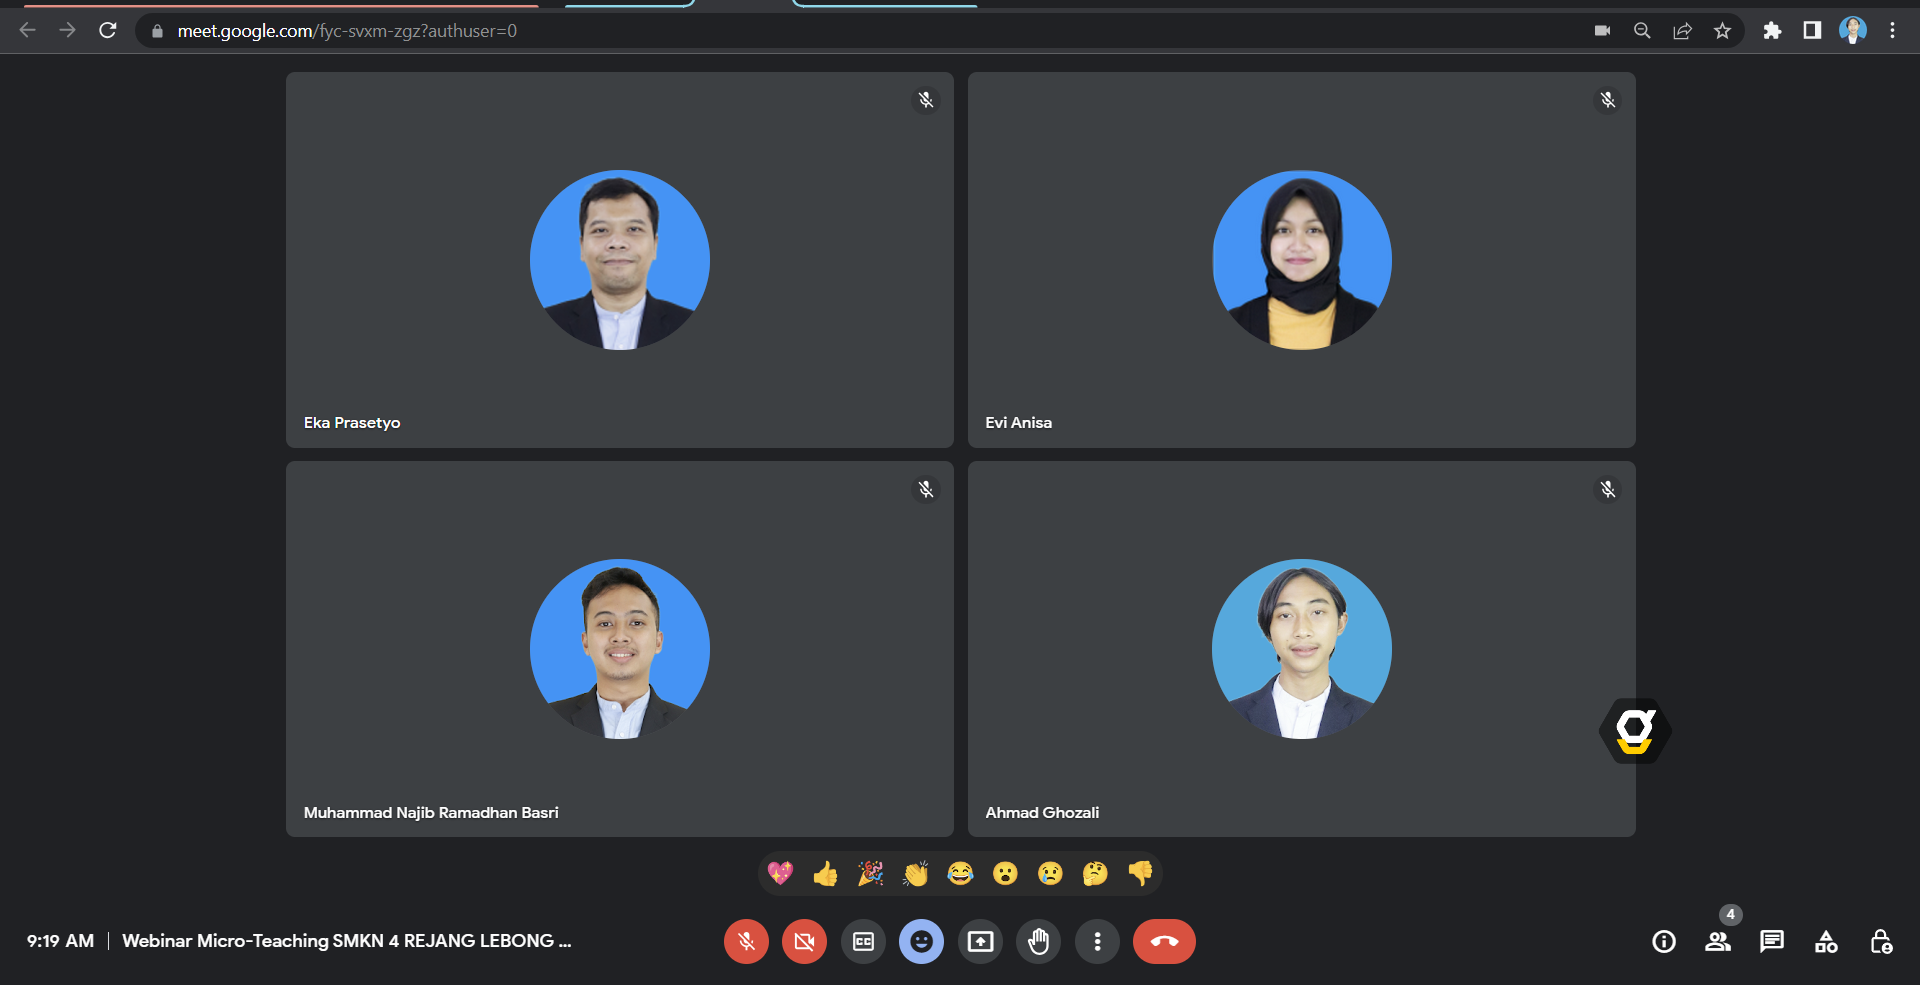 meet.google.com/fyc-svxm-zgz?authuser=0
Eka Prasetyo
Evi Anisa
Muhammad Najib Ramadhan Basri
Ahmad Ghozali
4
9:19 AM | Webinar Micro-Teaching SMKN 4 REJANG LEBONG ...
CC